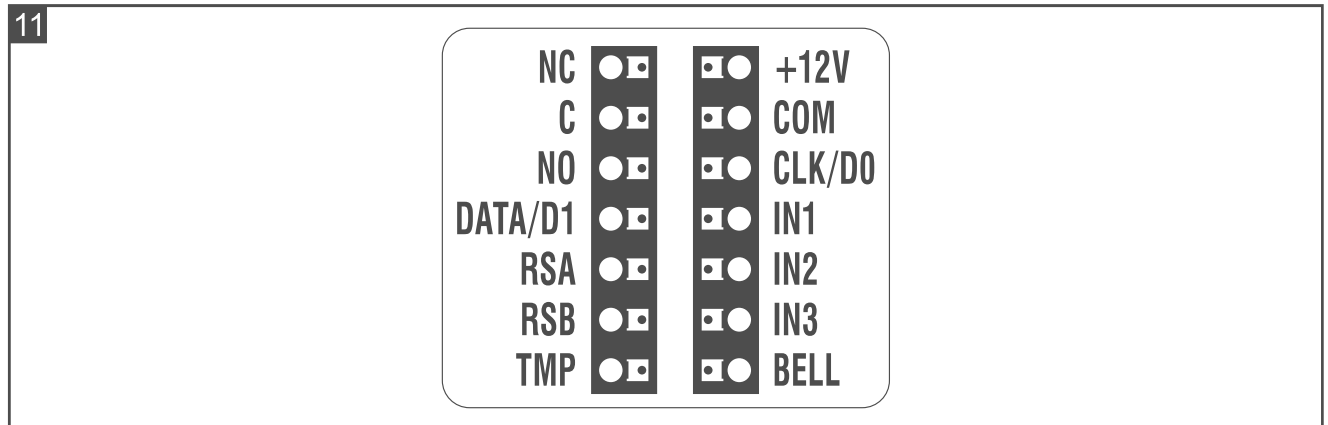 11
NC +12V
C COM
NO CLK/D0
DATA/D1 IN1
RSA IN2
RSB IN3
TMP BELL